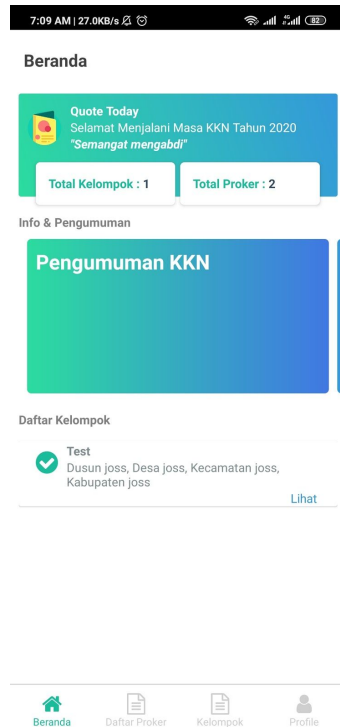 7:09 AM | 27.0KB/s
4G
82
Beranda
Quote Today
Selamat Menjalani Masa KKN Tahun 2020
"Semangat mengabdi"
Total Kelompok : 1
Total Proker : 2
Info & Pengumuman
Pengumuman KKN
Daftar Kelompok
Test
Dusun joss, Desa joss, Kecamatan joss,
Kabupaten joss
Lihat
Beranda
Daftar Proker
Kelompok
Profile